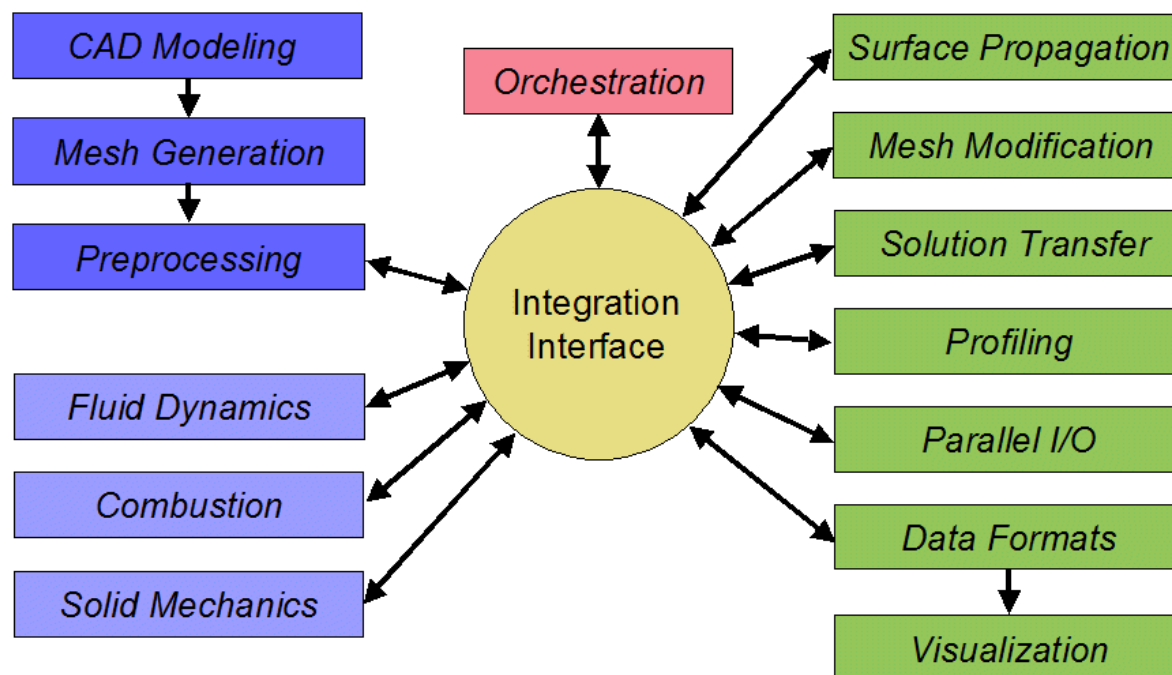 CAD Modeling
Mesh Generation
Preprocessing
Fluid Dynamics
Combustion
Solid Mechanics
Orchestration
Integration
Interface
Surface Propagation
Mesh Modification
Solution Transfer
Profiling
Parallel I/O
Data Formats
Visualization